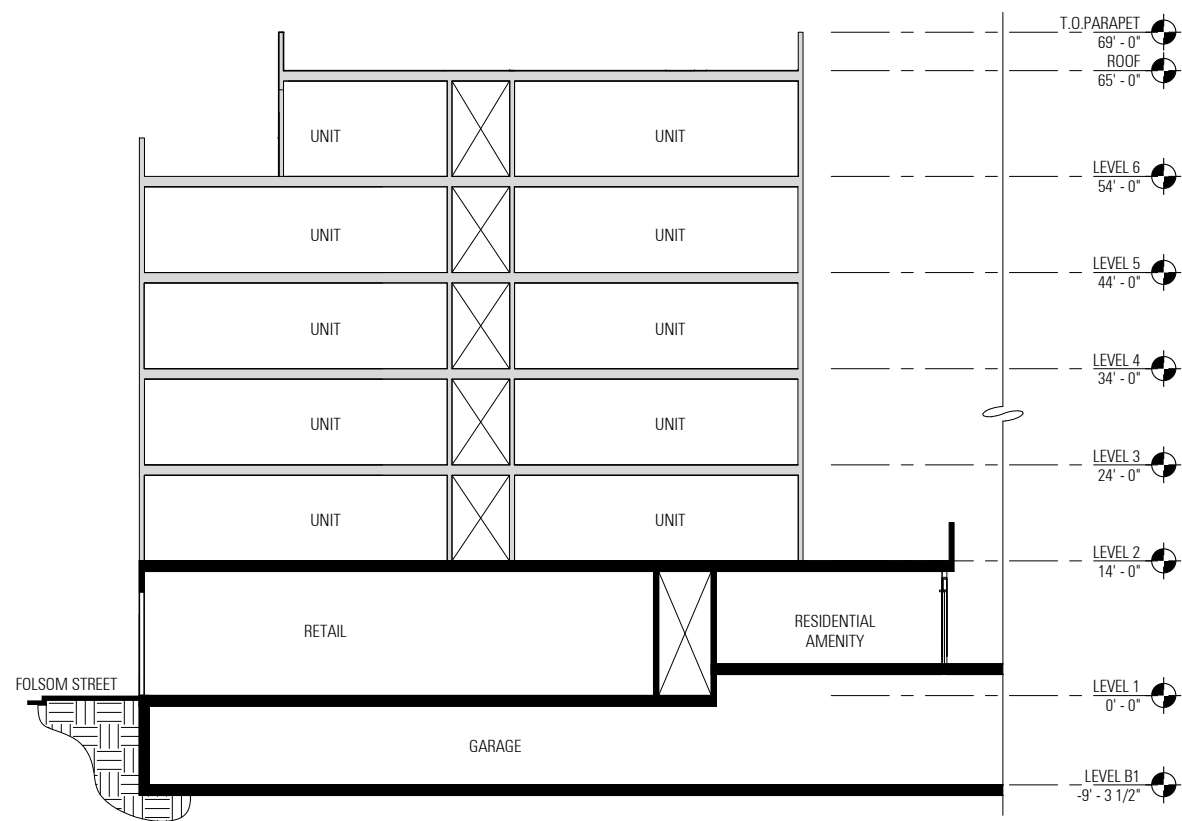 T.O.PARAPET
69' - 0"
ROOF
65' - 0"
UNIT UNIT
LEVEL 6
54' - 0"
UNIT UNIT
LEVEL 5
44' - 0"
UNIT UNIT
LEVEL 4
34' - 0"
UNIT UNIT
LEVEL 3
24' - 0"
UNIT UNIT
LEVEL 2
14' - 0"
RETAIL
RESIDENTIAL
AMENITY
FOLSOM STREET
LEVEL 1
0' - 0"
GARAGE
LEVEL B1
-9' - 3 1/2"